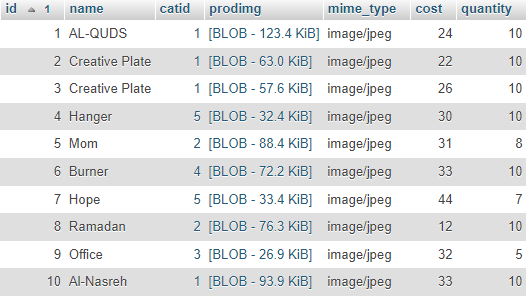 id 1 name catid prodimg mime_type cost quantity
1 AL-QUDS 1 [BLOB - 123.4 KiB] image/jpeg 24 10
2 Creative Plate 1 [BLOB - 63.0 KiB] image/jpeg 22 10
3 Creative Plate 1 [BLOB - 57.6 KiB] image/jpeg 26 10
4 Hanger 5 [BLOB - 32.4 KiB] image/jpeg 30 10
5 Mom 2 [BLOB - 88.4 KiB] image/jpeg 31 8
6 Burner 4 [BLOB - 72.2 KiB] image/jpeg 33 10
7 Hope 5 [BLOB - 33.4 KiB] image/jpeg 44 7
8 Ramadan 2 [BLOB - 76.3 KiB] image/jpeg 12 10
9 Office 3 [BLOB - 26.9 KiB] image/jpeg 32 5
10 Al-Nasreh 1 [BLOB - 93.9 KiB] image/jpeg 33 10